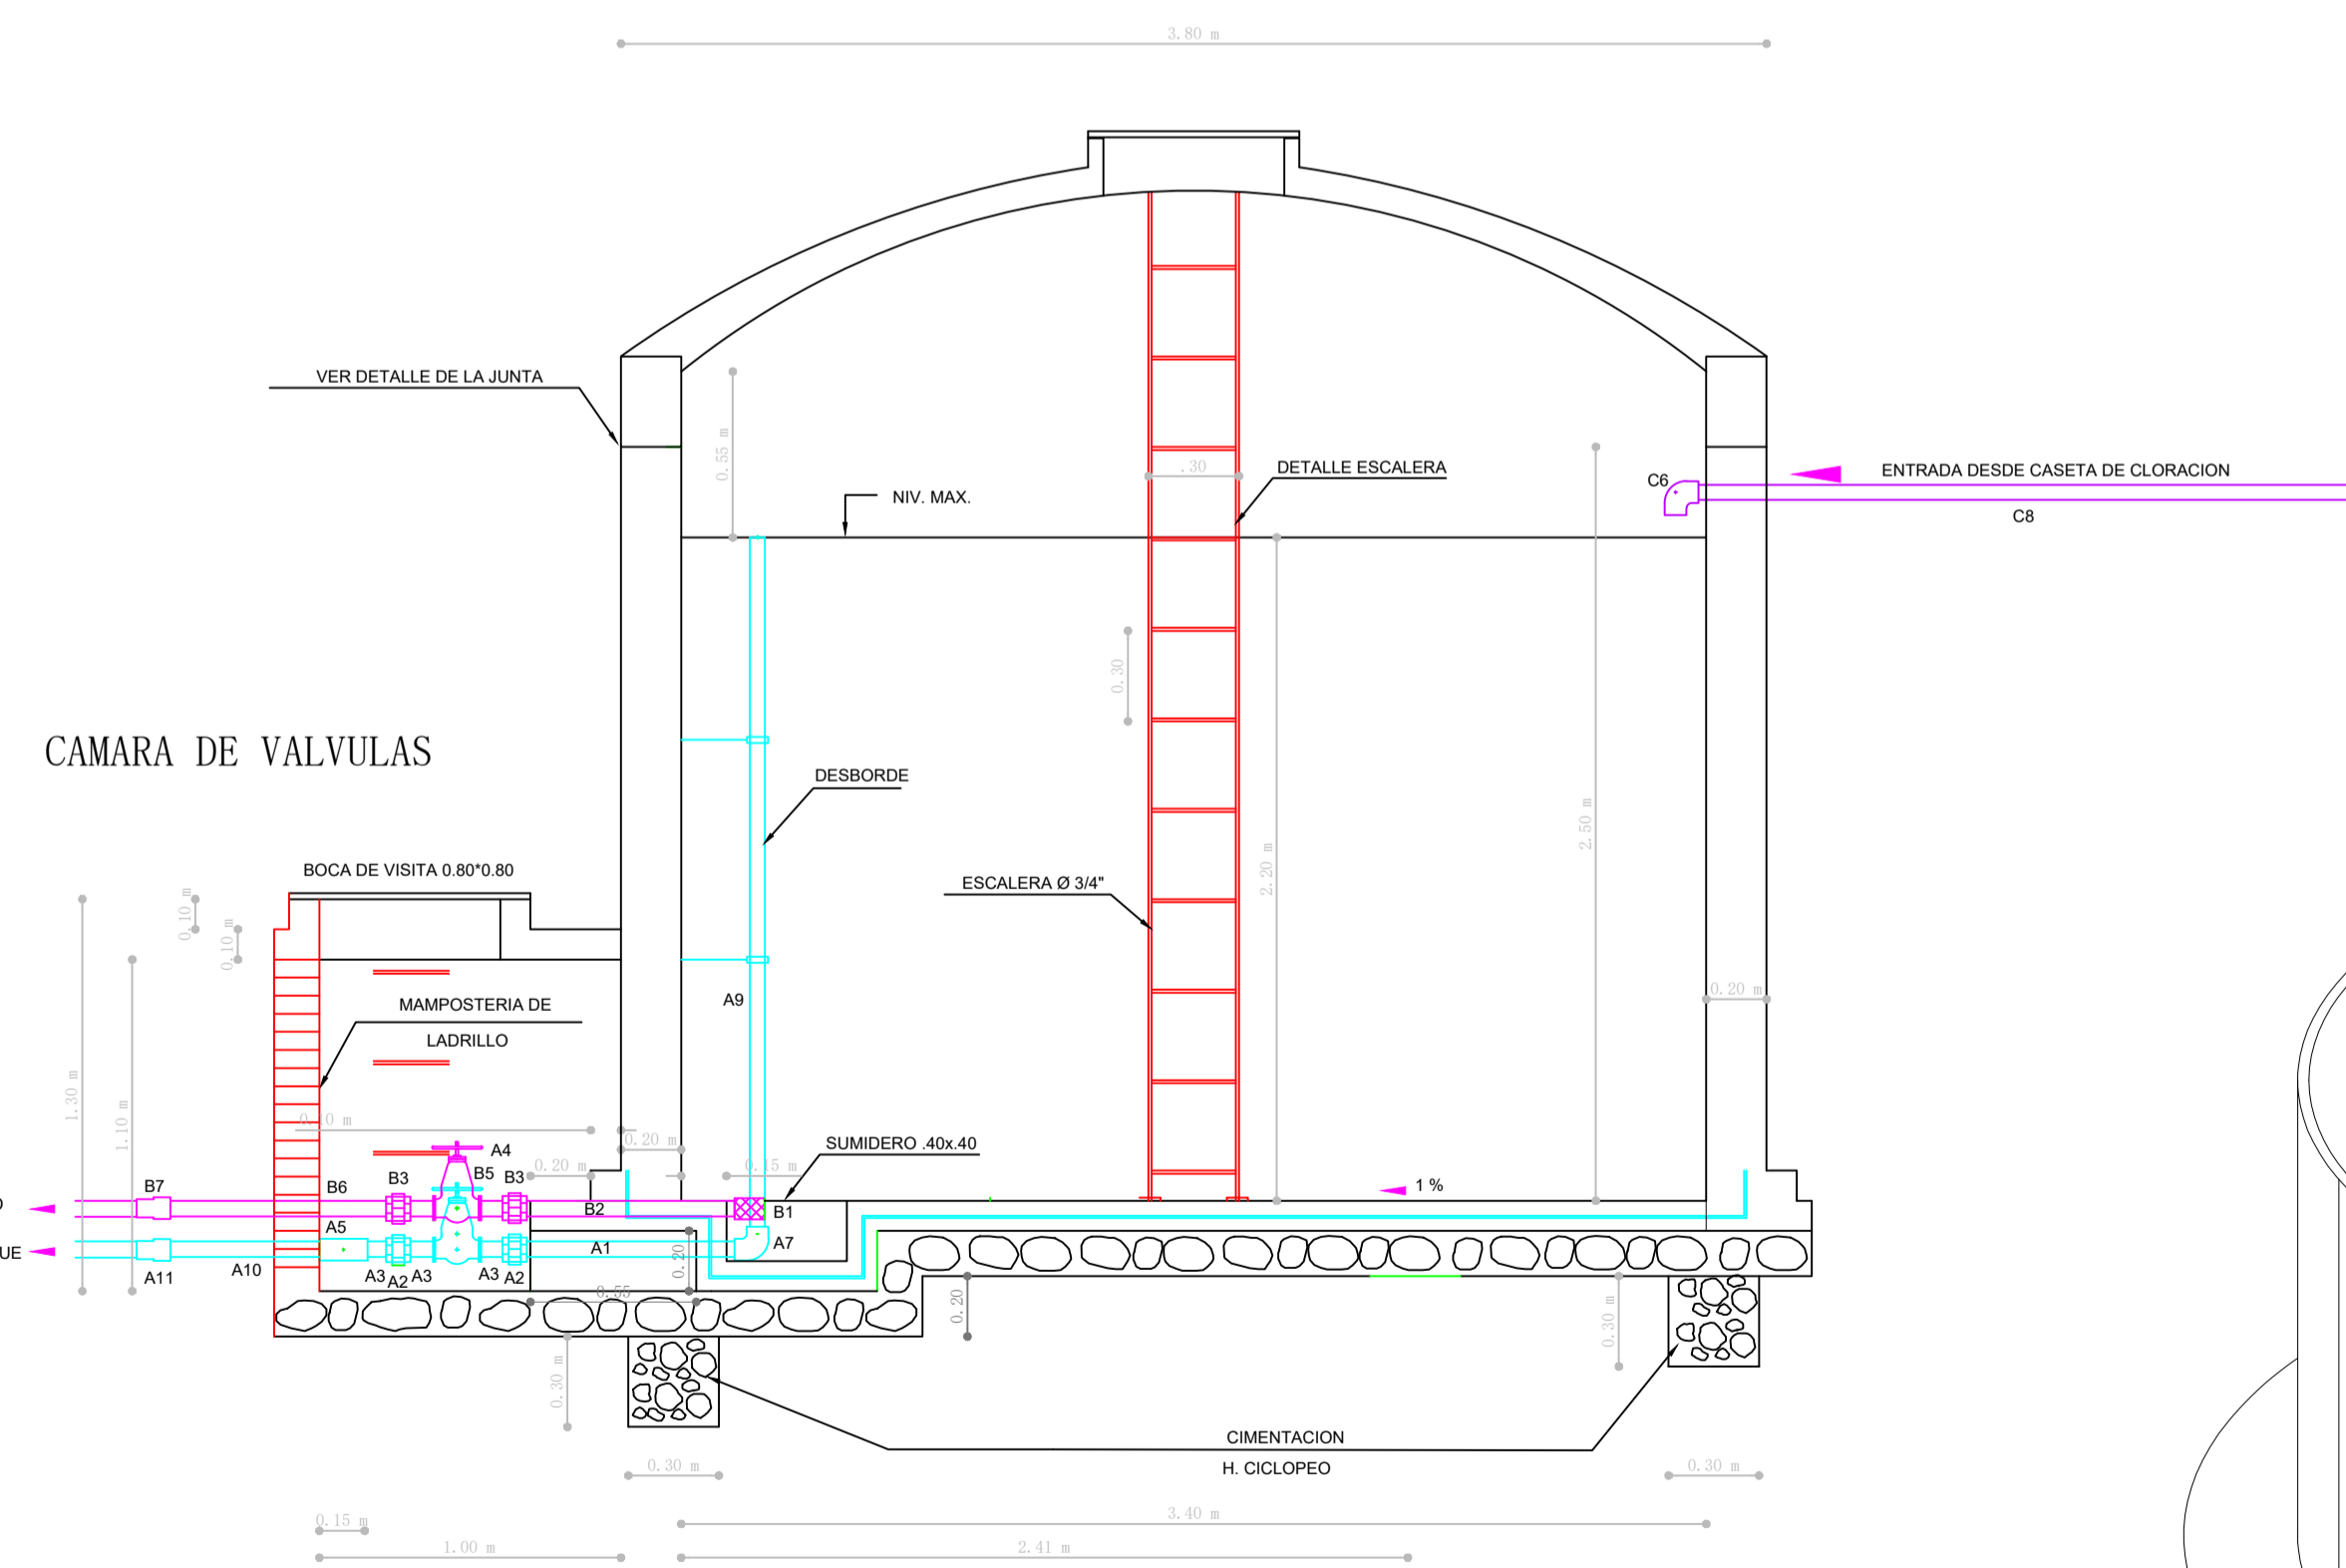 3.80 m
VER DETALLE DE LA JUNTA
0.55 m
.30
DETALLE ESCALERA
C6
ENTRADA DESDE CASETA DE CLORACION
C8
NIV. MAX.
0.30
CAMARA DE VALVULAS
DESBORDE
2.50 m
2.20 m
BOCA DE VISITA 0.80*0.80
ESCALERA Ø 3/4"
0.10 m
0.10 m
A9
0.20 m
MAMPOSTERIA DE
LADRILLO
1.30 m
1.10 m
0.10 m
0.20 m
SUMIDERO .40x.40
A4
0.20 m
0.15 m
B7
B6
B3
B5
B3
1 %
B2
B1
A5
A1
0.20
A7
UE
A11
A10
A3
A2
A3
A3
A2
0.55
0.20
0.30 m
0.30 m
CIMENTACION
H. CICLOPEO
0.30 m
0.30 m
3.40 m
0.15 m
1.00 m
2.41 m